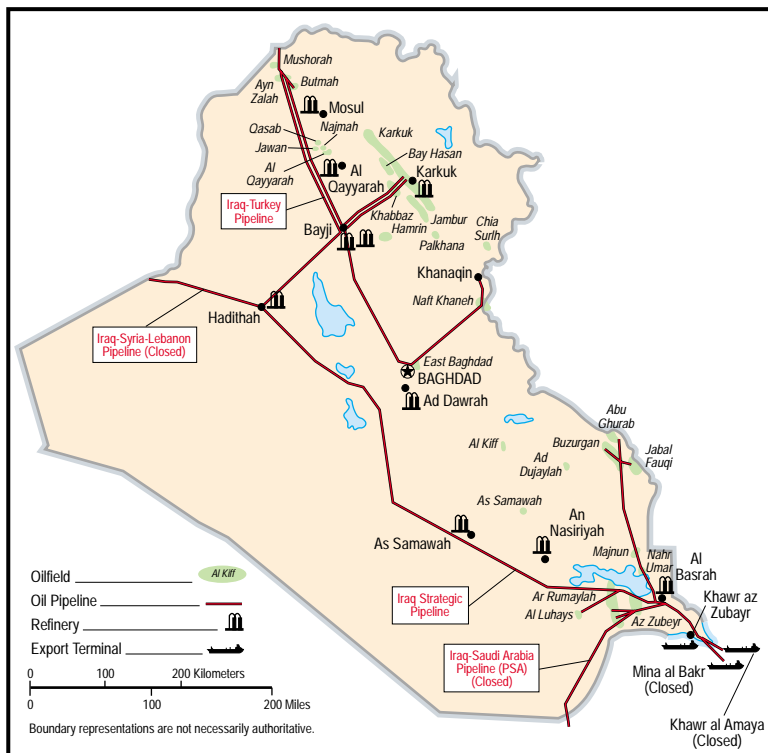 Mushorah
Ayn
Zalah
Butmah
Mosul
Qasab
Najmah
Jawan
Al
Qayyarah
Al
Qayyarah
Karkuk
Bay Hasan
Karkuk
Iraq-Turkey
Pipeline
Khabbaz
Hamrin
Jambur
Palkhana
Chia
Surlh
Bayji
Khanaqin
Naft Khaneh
Hadithah
Iraq-Syria-Lebanon
Pipeline (Closed)
East Baghdad
BAGHDAD
Ad Dawrah
Abu
Ghurab
Buzurgan
Jabal
Fauqi
Al Kiff
Ad
Dujaylah
As Samawah
An
Nasiriyah
As Samawah
Majnun
Nahr
Umar
Al
Basrah
Khawr az
Zubayr
Ar Rumaylah
Al Luhays
Az Zubeyr
Iraq Strategic
Pipeline
Iraq-Saudi Arabia
Pipeline (PSA)
(Closed)
Mina al Bakr
(Closed)
Khawr al Amaya
(Closed)
Oilfield
Al Kiff
Oil Pipeline
Refinery
Export Terminal
0 100 200 Kilometers
0 100 200 Miles
Boundary representations are not necessarily authoritative.